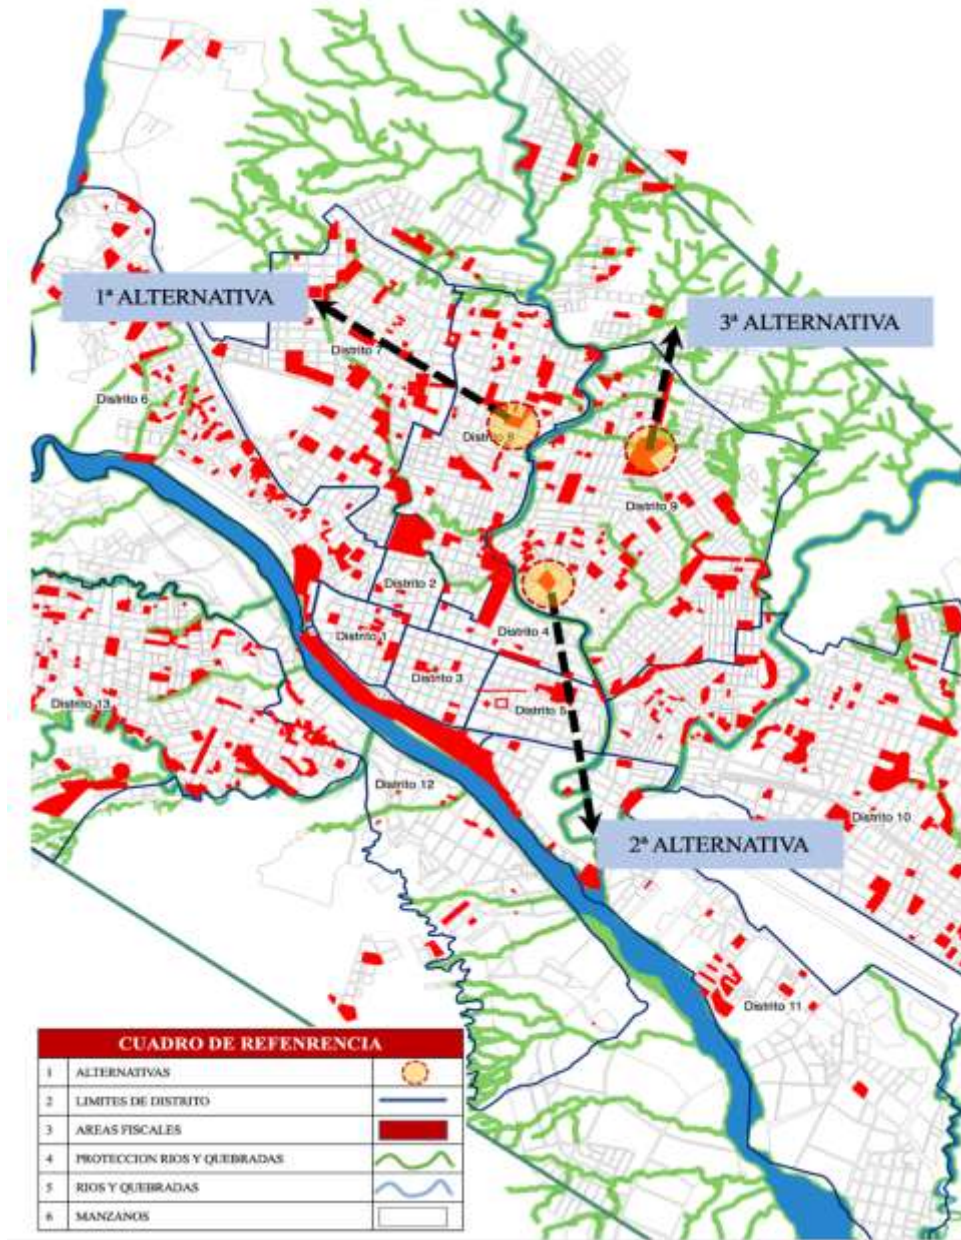 1ª ALTERNATIVA
3ª ALTERNATIVA
Distrito 7
Distrito 6
Distrito 8
Distrito 9
Distrito 2
Distrito 1
Distrito 4
Distrito 3
Distrito 5
Distrito 13
Distrito 12
Distrito 10
2ª ALTERNATIVA
Distrito 11
CUADRO DE REFENRENCIA
1 ALTERNATIVAS
2 LIMITES DE DISTRITO
3 AREAS FISCALES
4 PROTECCION RIOS Y QUEBRADAS
5 RIOS Y QUEBRADAS
6 MANZANOS